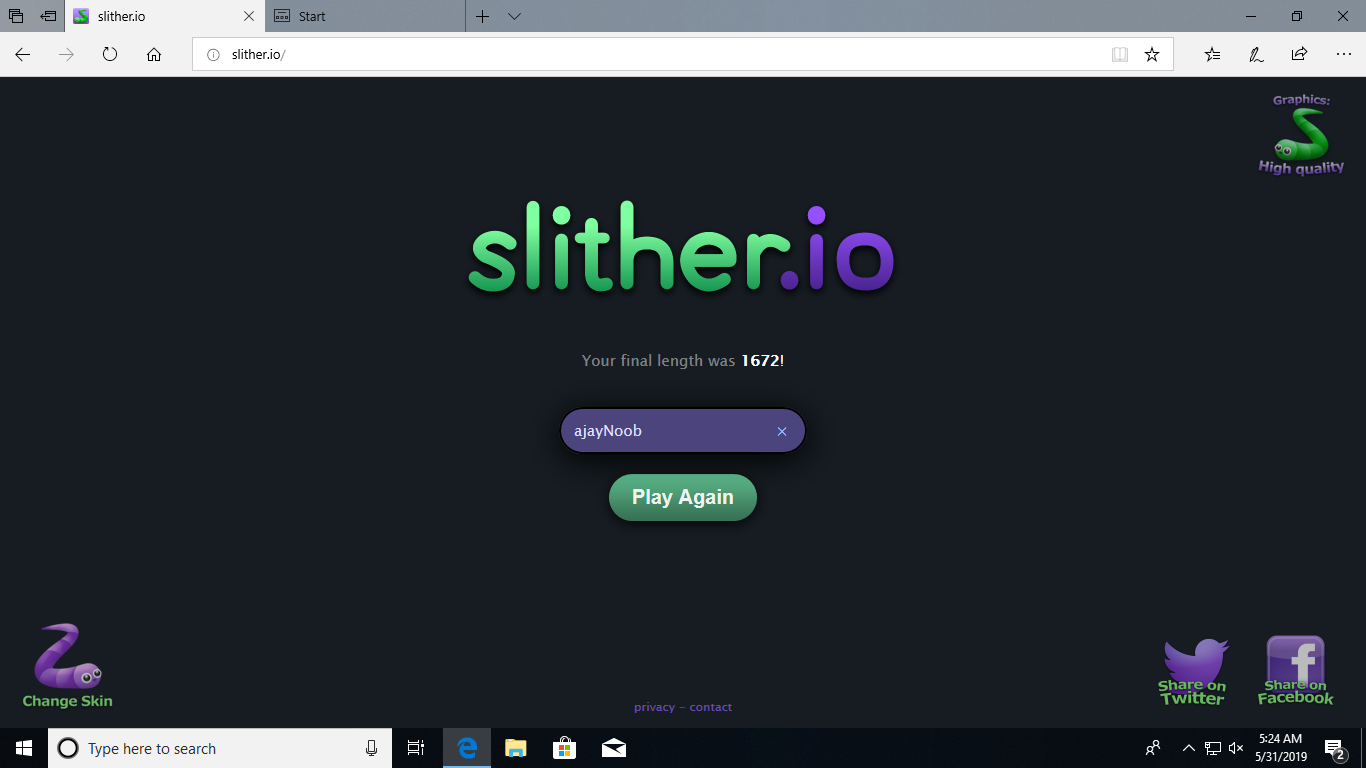 slither.io
Start
slither.io/
Graphics:
High quality
slither.io
Your final length was 1672!
ajayNoob
Play Again
Change Skin
Share on
Twitter
Share on
Facebook
privacy - contact
Type here to search
5:24 AM
5/31/2019
2